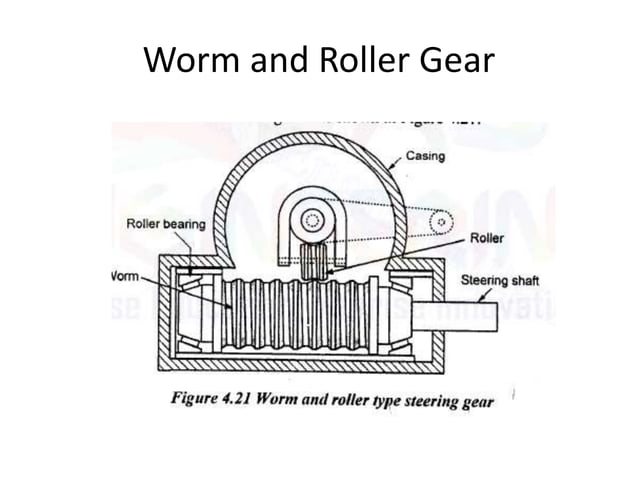 Worm and Roller Gear
Casing
Roller bearing
Roller
Worm
Steering shaft
Figure 4.21 Worm and roller type steering gear